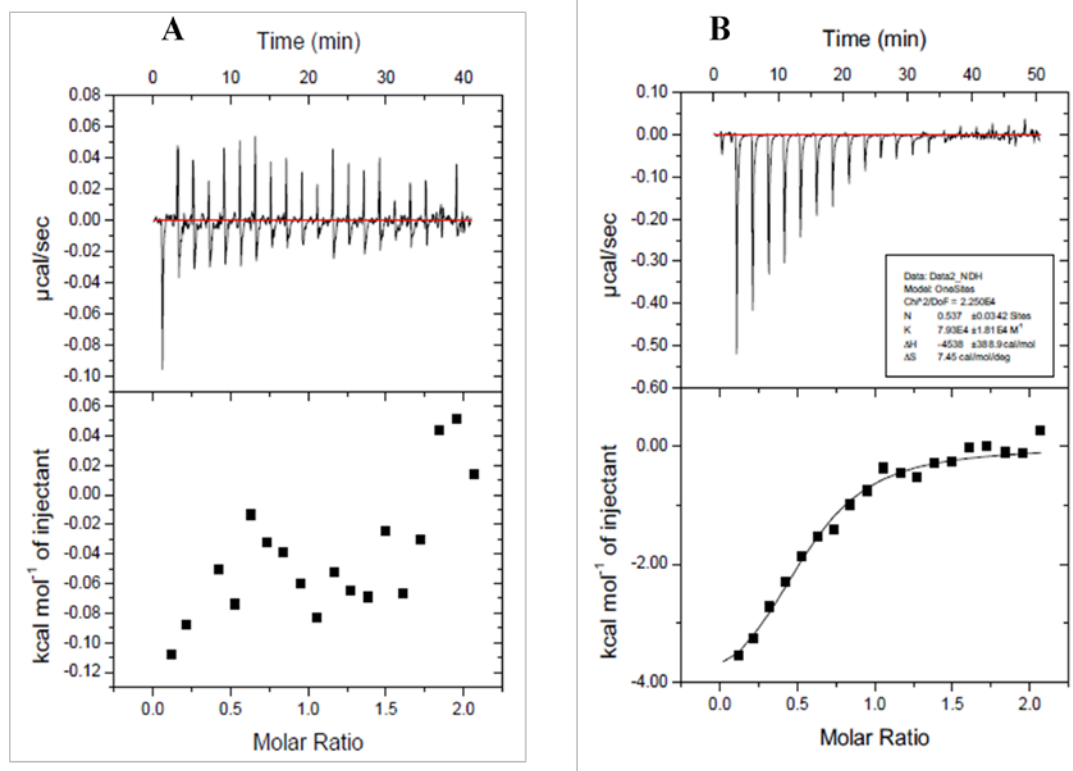 A
Time (min)
0 10 20 30 40
0.08
0.06
0.04
0.02
0.00
-0.02
-0.04
-0.06
-0.08
-0.10
µcal/sec
0.06
0.04
0.02
0.00
-0.02
-0.04
-0.06
-0.08
-0.10
-0.12
kcal mol⁻¹ of injectant
0.0 0.5 1.0 1.5 2.0
Molar Ratio
B
Time (min)
0 10 20 30 40 50
0.10
0.00
-0.10
-0.20
-0.30
-0.40
-0.50
-0.60
µcal/sec
Data: Data2_NDH
Model: OneSites
Chi^2/DoF = 2.250E4
N 0.537 ±0.0342 Sites
K 7.93E4 ±1.81E4 M⁻¹
ΔH -4538 ±388.9 cal/mol
ΔS 7.45 cal/mol/deg
0.00
-2.00
-4.00
kcal mol⁻¹ of injectant
0.0 0.5 1.0 1.5 2.0
Molar Ratio